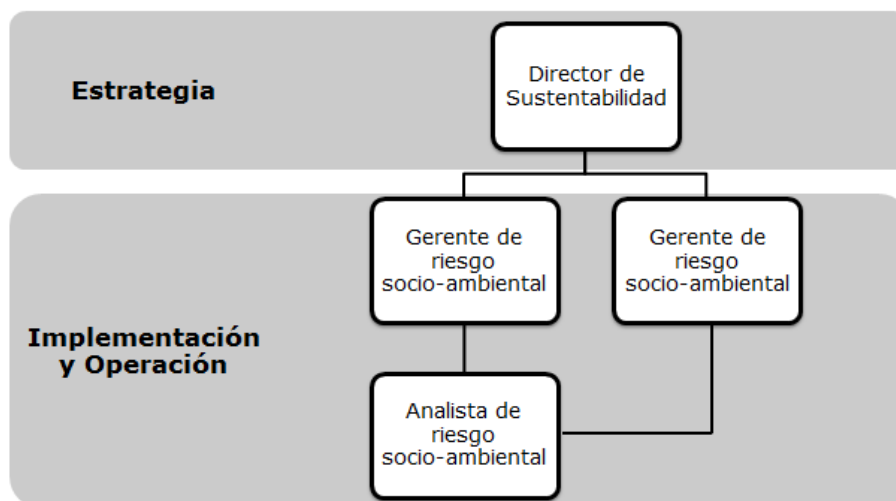 Estrategia
Director de
Sustentabilidad
Gerente de
riesgo
socio-ambiental
Gerente de
riesgo
socio-ambiental
Implementación
y Operación
Analista de
riesgo
socio-ambiental